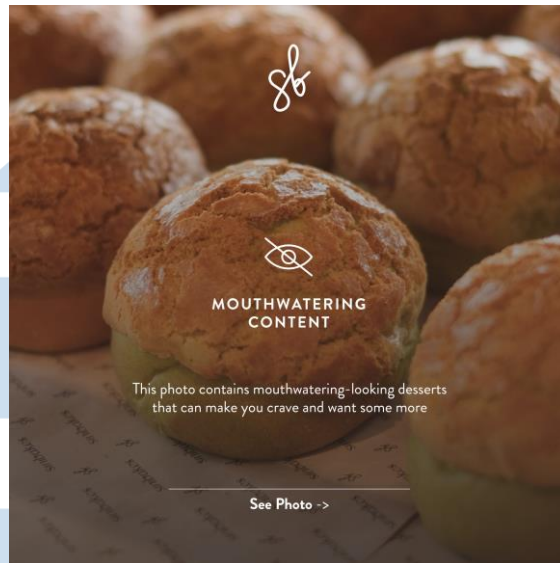 sb
MOUTHWATERING
CONTENT
This photo contains mouthwatering-looking desserts
that can make you crave and want some more
See Photo ->